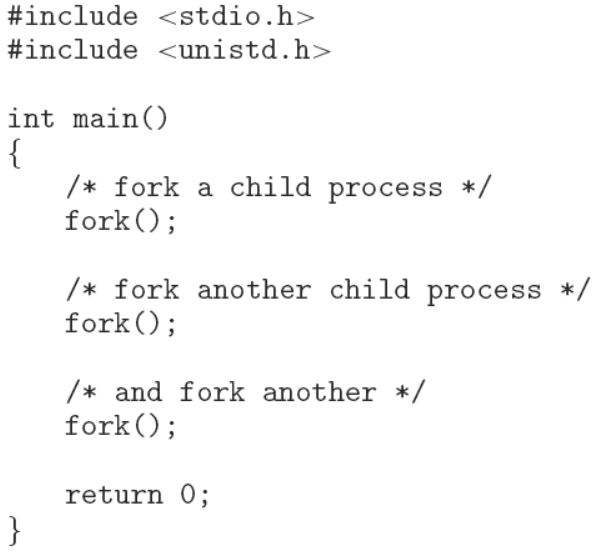 #include <stdio.h>
#include <unistd.h>

int main()
{
    /* fork a child process */
    fork();

    /* fork another child process */
    fork();

    /* and fork another */
    fork();

    return 0;
}